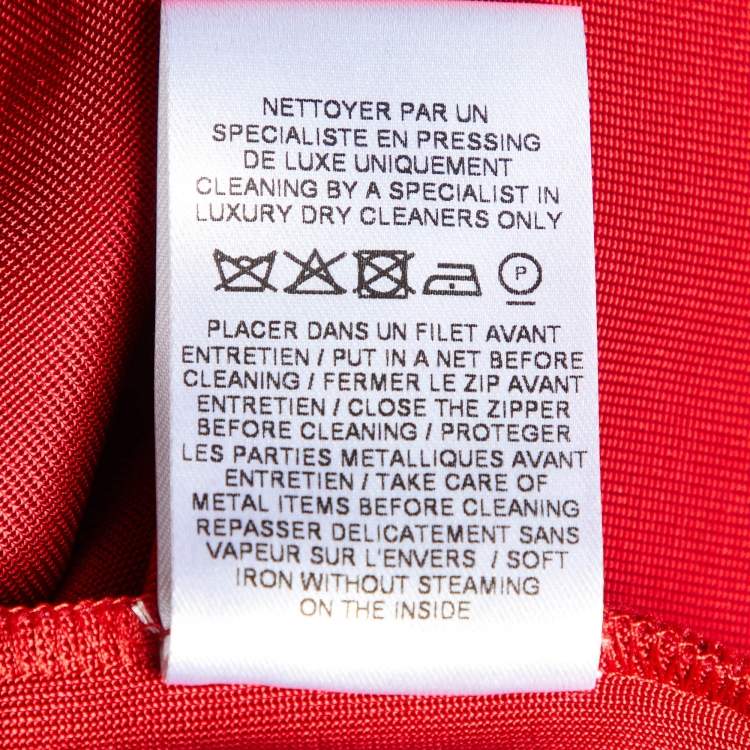 NETTOYER PAR UN
SPECIALISTE EN PRESSING
DE LUXE UNIQUEMENT
CLEANING BY A SPECIALIST IN
LUXURY DRY CLEANERS ONLY
P
PLACER DANS UN FILET AVANT
ENTRETIEN / PUT IN A NET BEFORE
CLEANING / FERMER LE ZIP AVANT
ENTRETIEN / CLOSE THE ZIPPER
BEFORE CLEANING / PROTEGER
LES PARTIES METALLIQUES AVANT
ENTRETIEN / TAKE CARE OF
METAL ITEMS BEFORE CLEANING
REPASSER DELICATEMENT SANS
VAPEUR SUR L'ENVERS / SOFT
IRON WITHOUT STEAMING
ON THE INSIDE